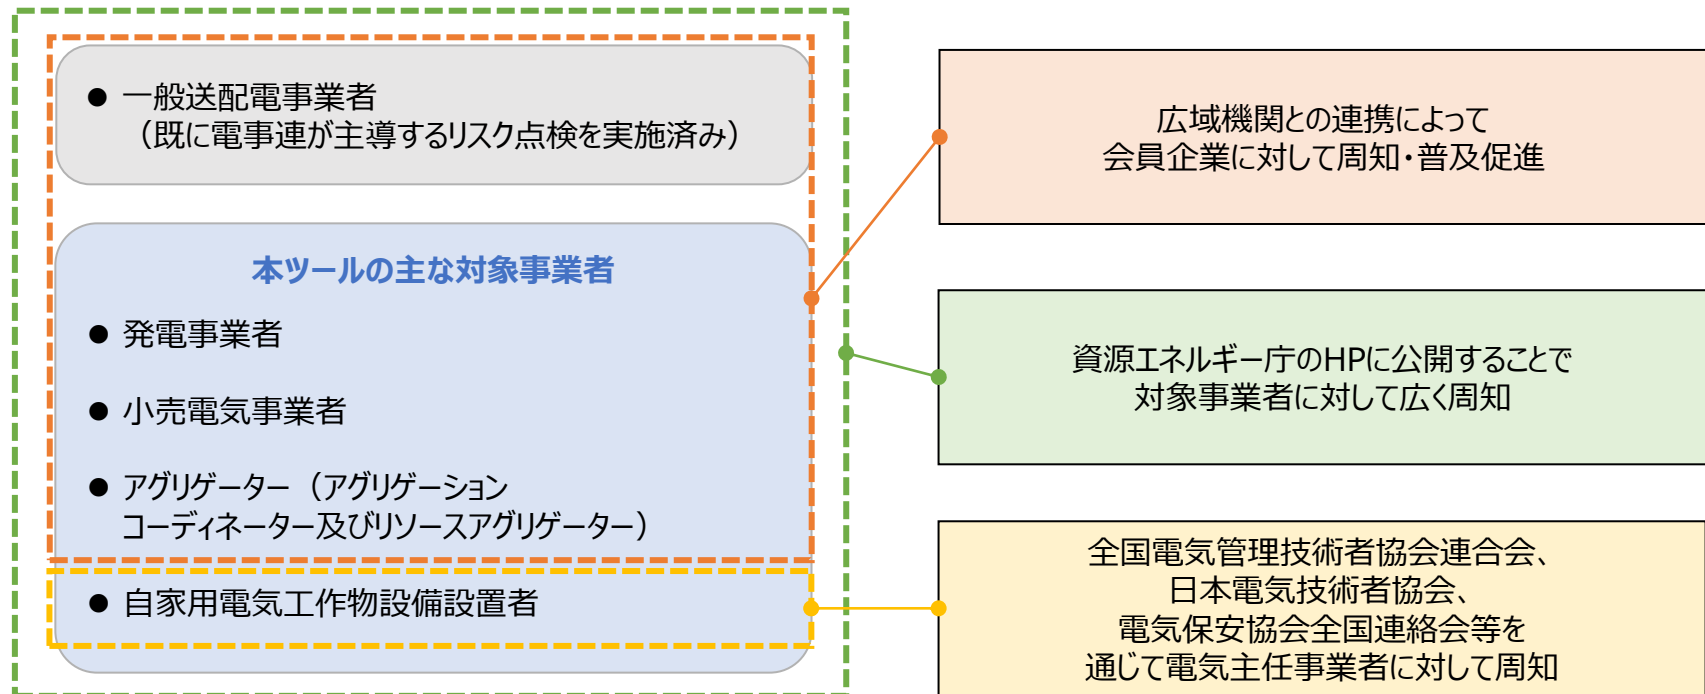 ● 一般送配電事業者
（既に電事連が主導するリスク点検を実施済み）
本ツールの主な対象事業者
● 発電事業者
● 小売電気事業者
● アグリゲーター（アグリゲーション
コーディネーター及びリソースアグリゲーター）
● 自家用電気工作物設備設置者
広域機関との連携によって
会員企業に対して周知・普及促進
資源エネルギー庁のHPに公開することで
対象事業者に対して広く周知
全国電気管理技術者協会連合会、
日本電気技術者協会、
電気保安協会全国連絡会等を
通じて電気主任事業者に対して周知